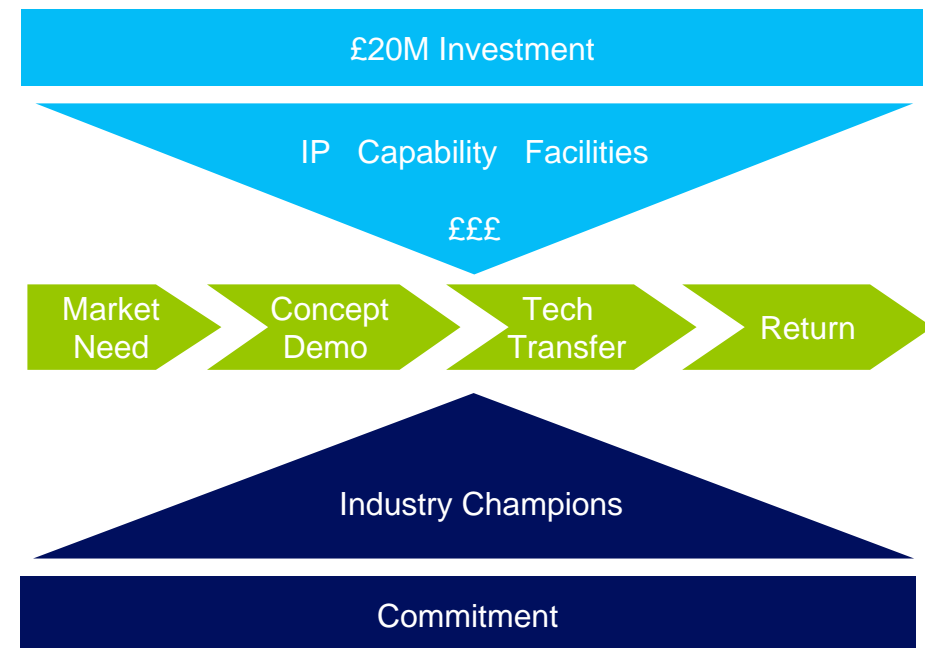 £20M Investment
IP Capability Facilities
£££
Market
Need
Concept
Demo
Tech
Transfer
Return
Industry Champions
Commitment